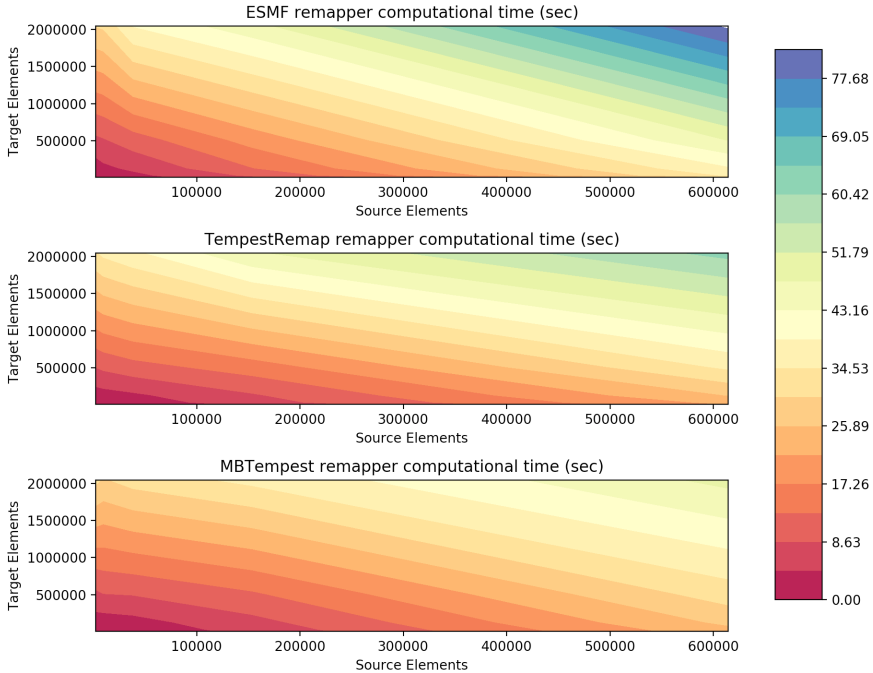 ESMF remapper computational time (sec)
2000000
1500000
1000000
500000
Target Elements
100000 200000 300000 400000 500000 600000
Source Elements
TempestRemap remapper computational time (sec)
2000000
1500000
1000000
500000
Target Elements
100000 200000 300000 400000 500000 600000
Source Elements
MBTempest remapper computational time (sec)
2000000
1500000
1000000
500000
Target Elements
100000 200000 300000 400000 500000 600000
Source Elements
77.68
69.05
60.42
51.79
43.16
34.53
25.89
17.26
8.63
0.00